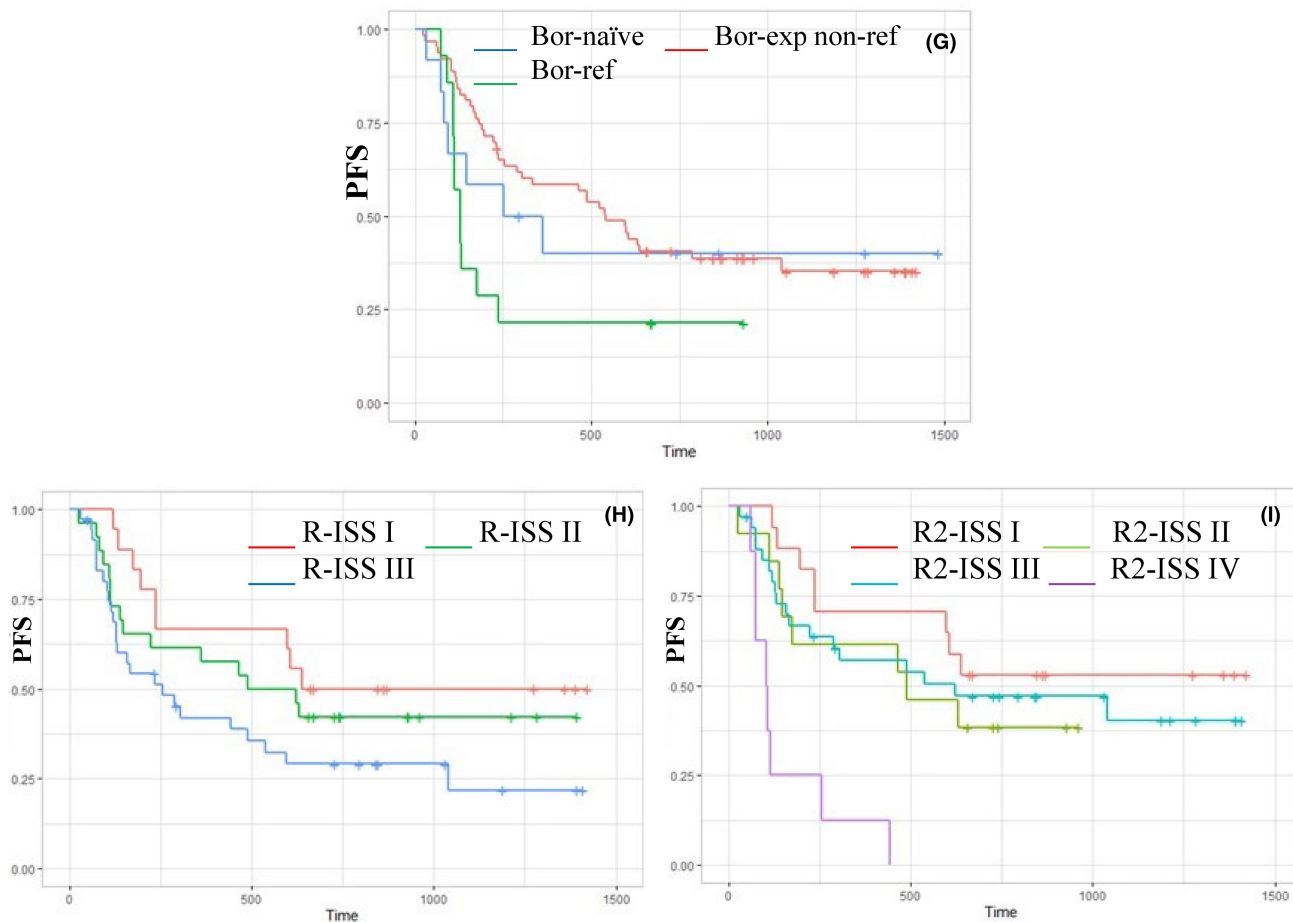 1.00
0.75
0.50
0.25
0.00
PFS
Bor-naïve
Bor-exp non-ref
Bor-ref
(G)
0
500
1000
1500
Time
1.00
0.75
0.50
0.25
0.00
PFS
R-ISS I
R-ISS II
R-ISS III
(H)
0
500
1000
1500
Time
1.00
0.75
0.50
0.25
0.00
PFS
R2-ISS I
R2-ISS II
R2-ISS III
R2-ISS IV
(I)
0
500
1000
1500
Time